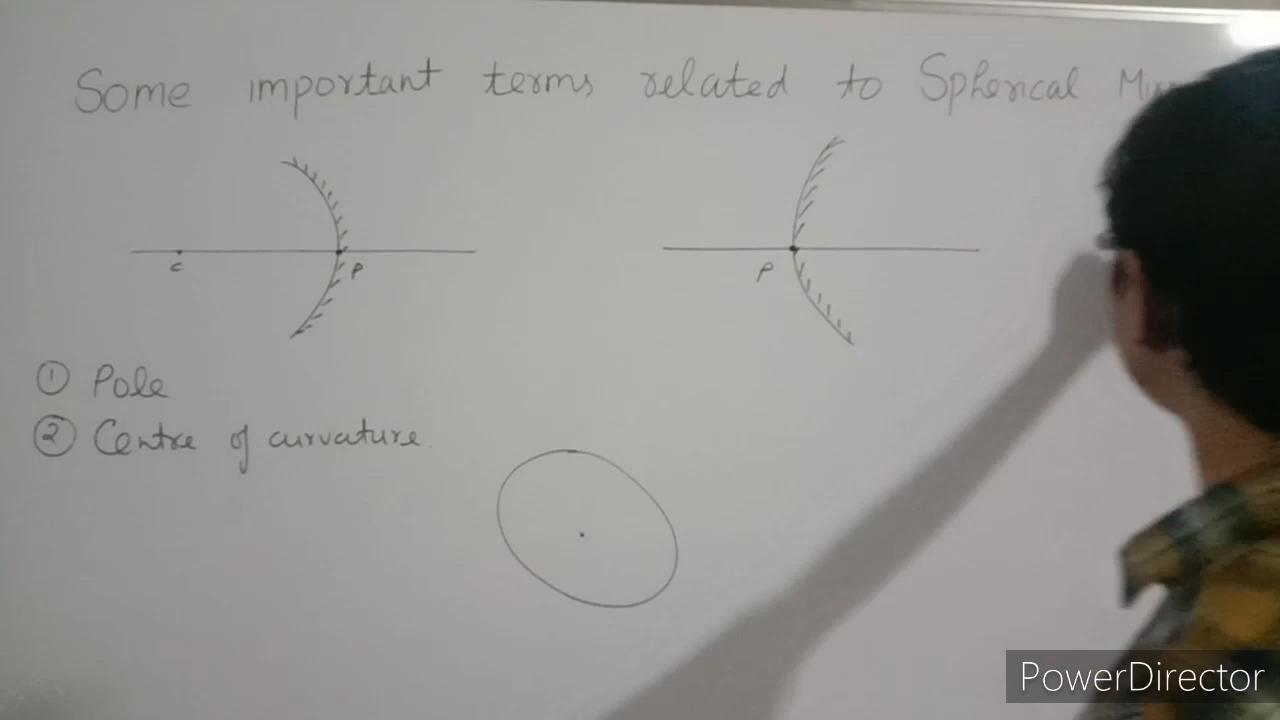 Some important terms related to Spherical
C
P
P
① Pole
② Centre of curvature.
PowerDirector